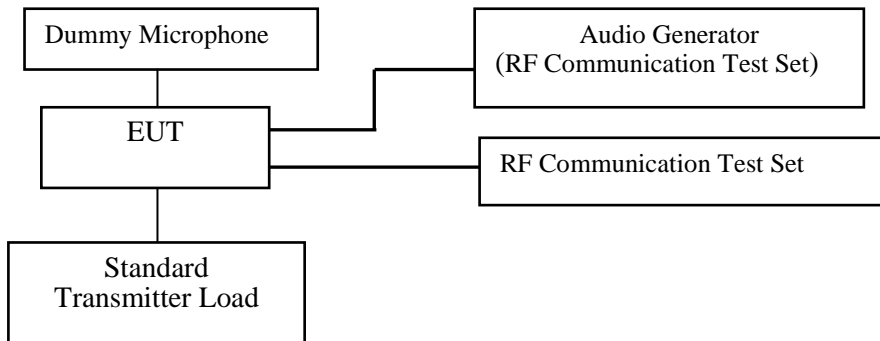 Dummy Microphone
Audio Generator
(RF Communication Test Set)
EUT
RF Communication Test Set
Standard
Transmitter Load